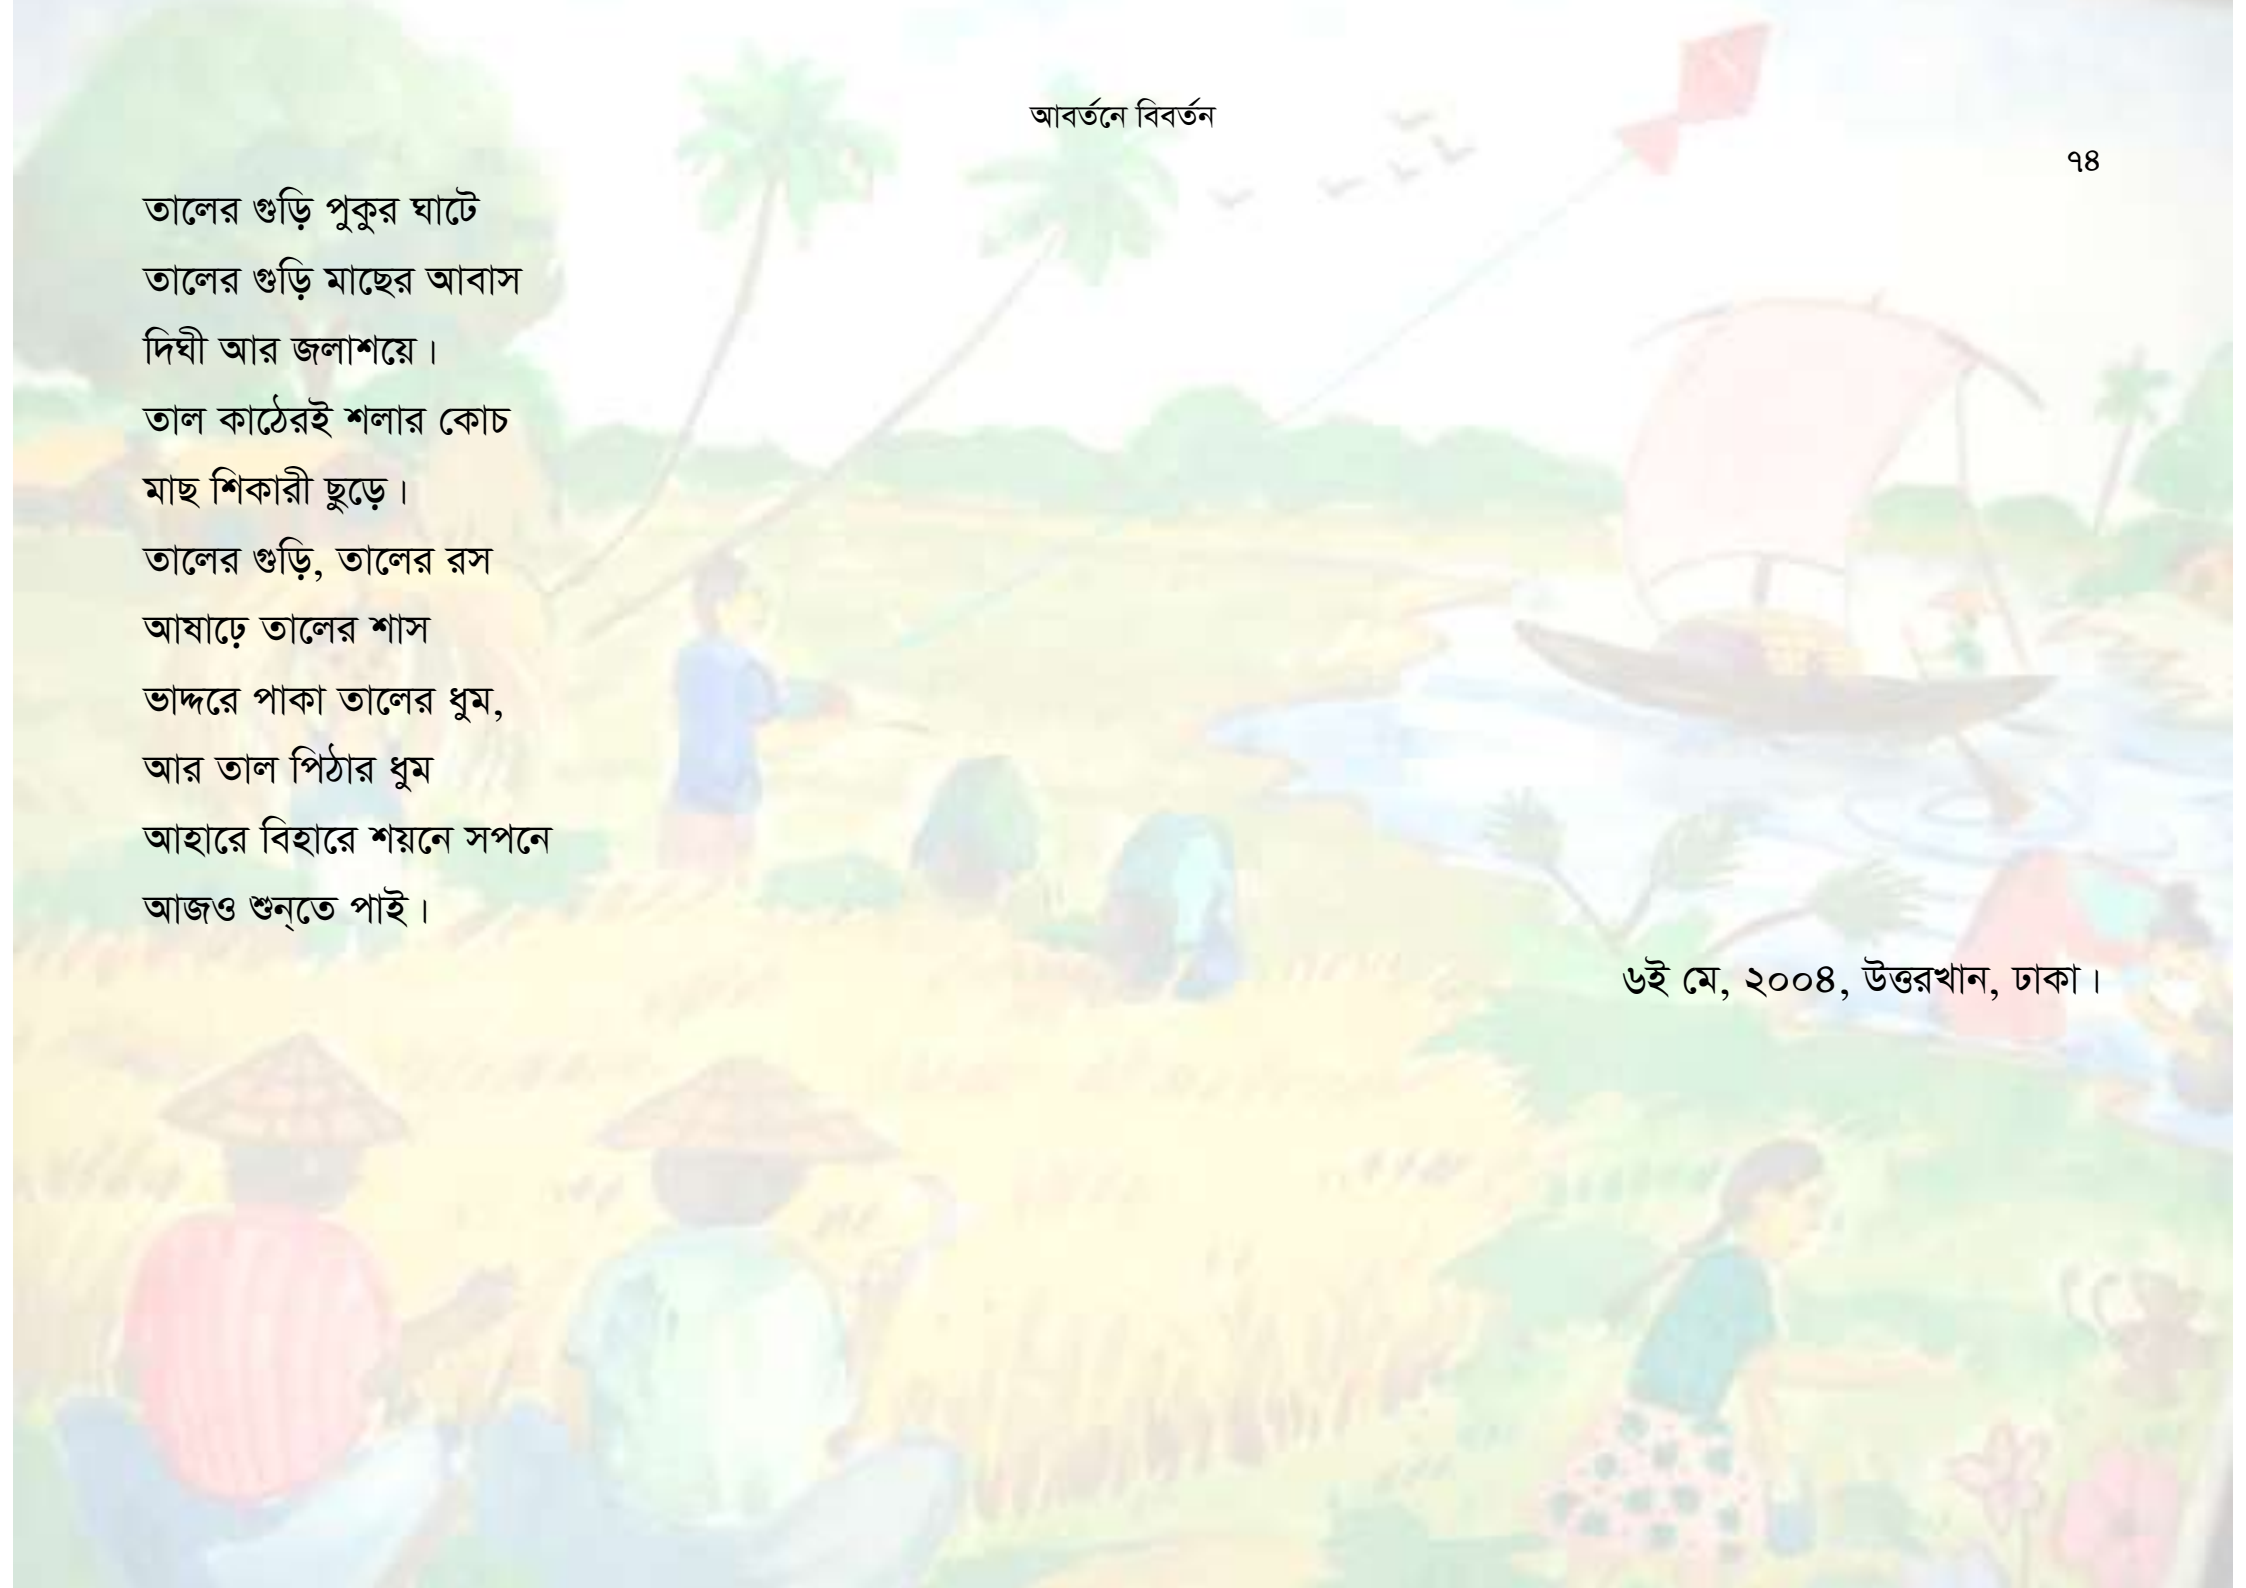 আবর্তনে বিবর্তন
৭৪
তালের গুড়ি পুকুর ঘাটে
তালের গুড়ি মাছের আবাস
দিঘী আর জলাশয়ে।
তাল কাঠেরই শলার কোচ
মাছ শিকারী ছুড়ে।
তালের গুড়ি, তালের রস
আষাঢ়ে তালের শাস
ভাদ্দরে পাকা তালের ধুম,
আর তাল পিঠার ধুম
আহারে বিহারে শয়নে সপনে
আজও শুন্‌তে পাই।
৬ই মে, ২০০৪, উত্তরখান, ঢাকা।